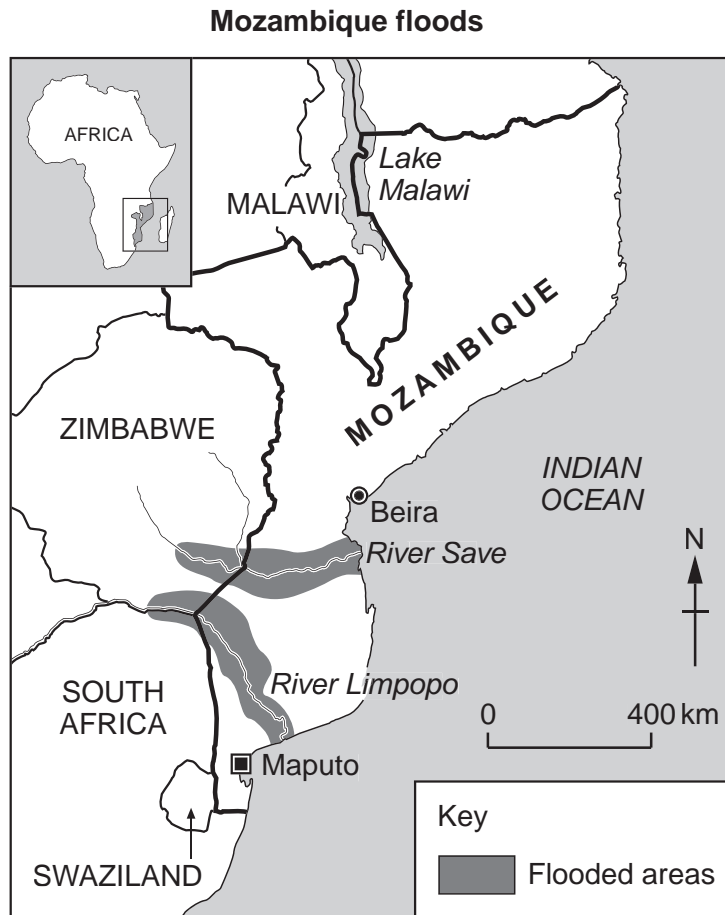 Mozambique floods
AFRICA
Lake
Malawi
MALAWI
MOZAMBIQUE
ZIMBABWE
INDIAN
OCEAN
Beira
N
River Save
SOUTH
AFRICA
River Limpopo
0 400 km
Maputo
Key
SWAZILAND
Flooded areas